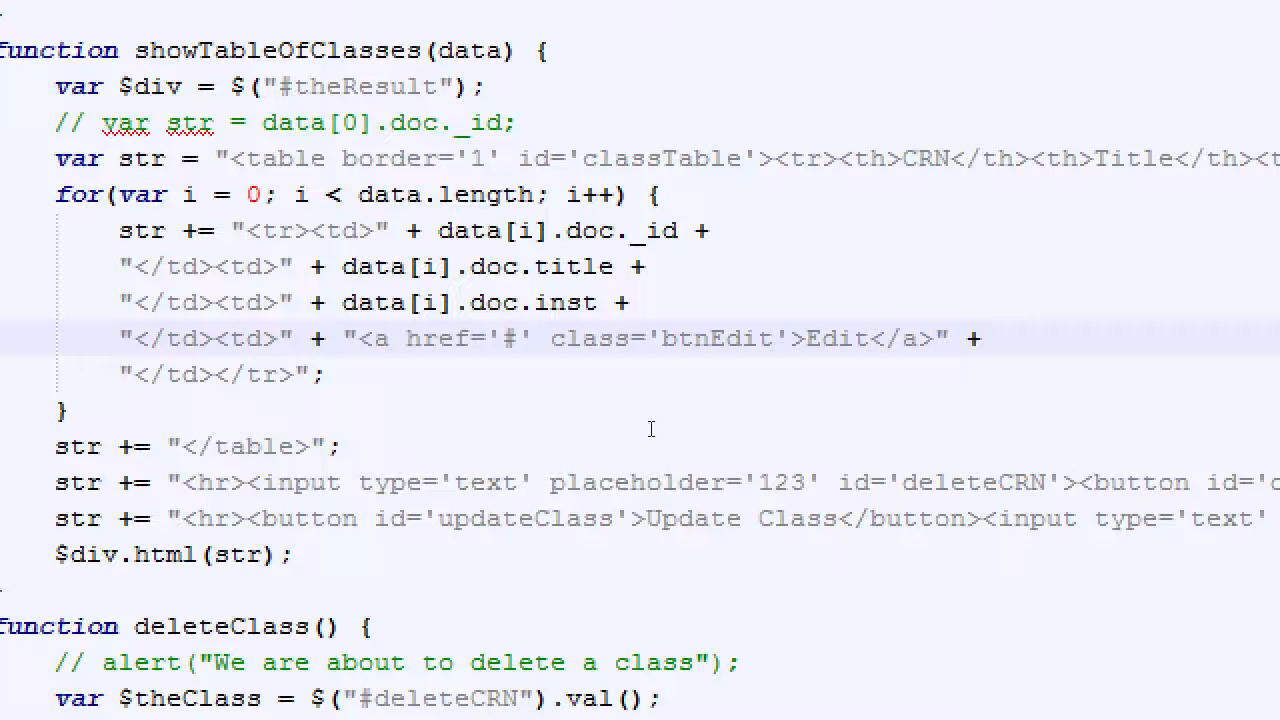 function showTableOfClasses(data) {
var $div = $("#theResult");
// var str = data[0].doc._id;
var str = "<table border='1' id='classTable'><tr><th>CRN</th><th>Title</th><t
for(var i = 0; i < data.length; i++) {
str += "<tr><td>" + data[i].doc._id +
"</td><td>" + data[i].doc.title +
"</td><td>" + data[i].doc.inst +
"</td><td>" + "<a href='#' class='btnEdit'>Edit</a>" +
"</td></tr>";
}
str += "</table>";
str += "<hr><input type='text' placeholder='123' id='deleteCRN'><button id='d
str += "<hr><button id='updateClass'>Update Class</button><input type='text'
$div.html(str);
function deleteClass() {
// alert("We are about to delete a class");
var $theClass = $("#deleteCRN").val();